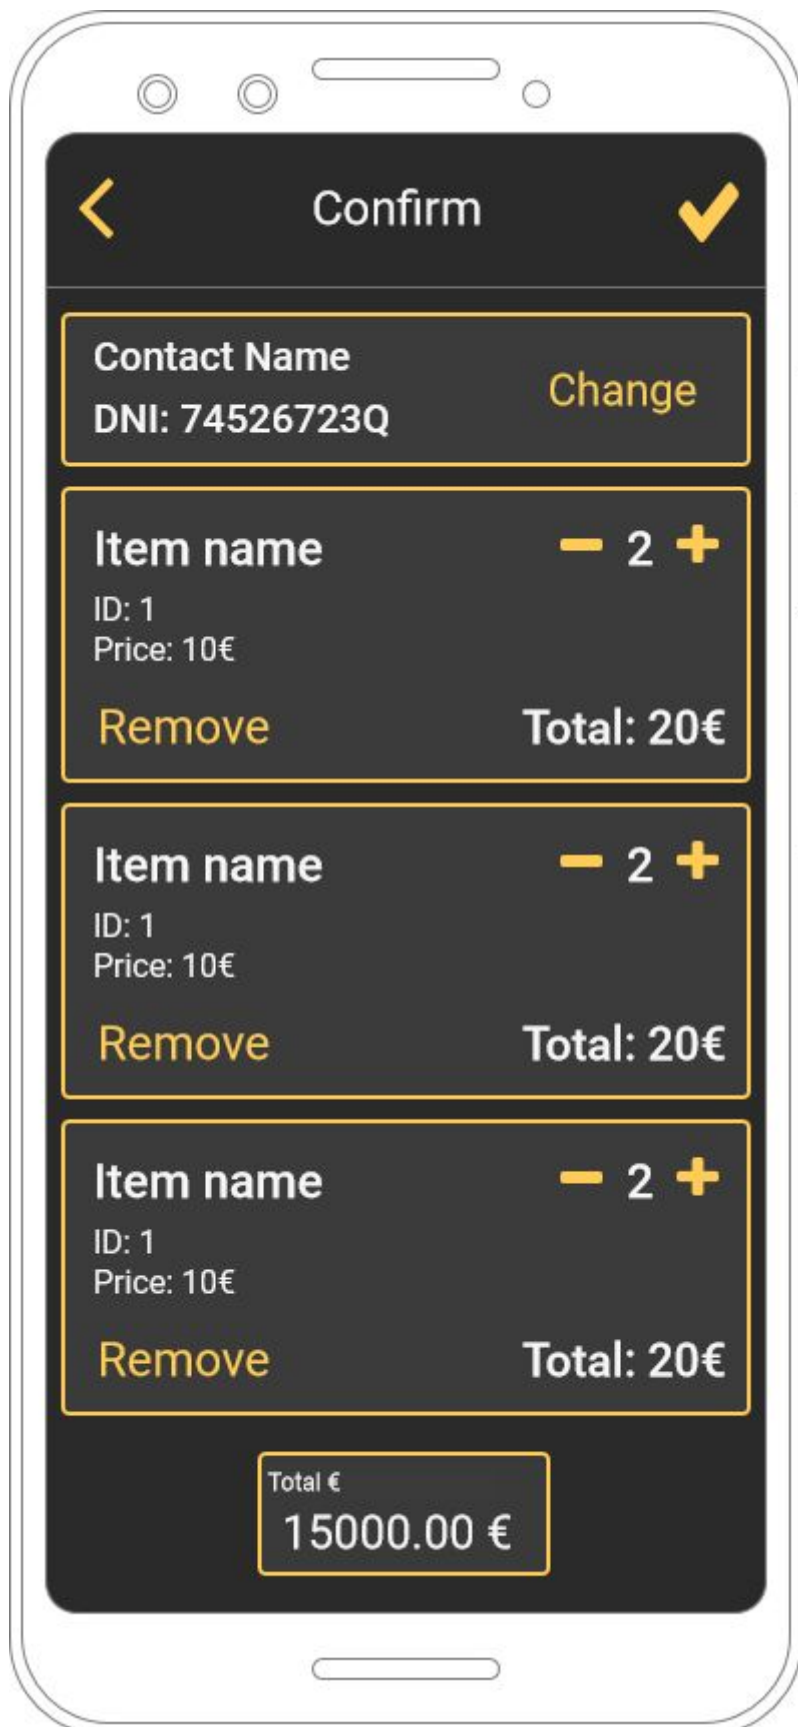 Confirm
Contact Name
Change
DNI: 74526723Q
Item name
2
ID: 1
Price: 10€
Remove
Total: 20€
Item name
2
ID: 1
Price: 10€
Remove
Total: 20€
Item name
2
ID: 1
Price: 10€
Remove
Total: 20€
Total €
15000.00 €